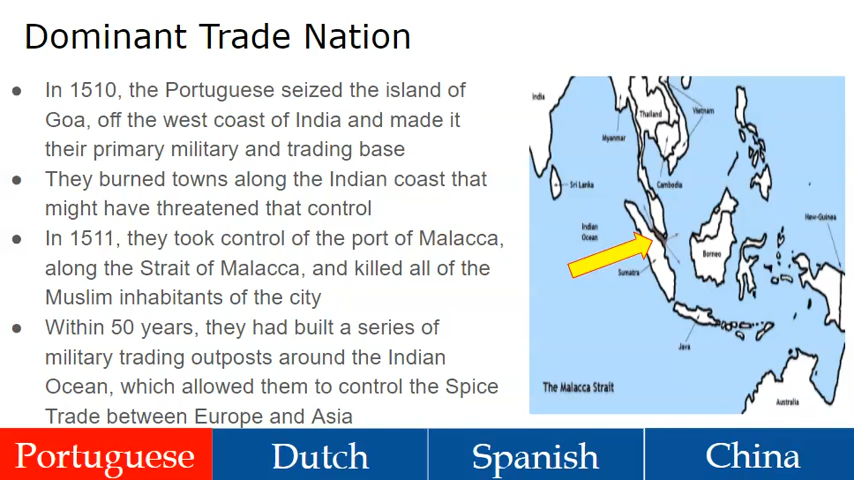 Dominant Trade Nation
● In 1510, the Portuguese seized the island of
Goa, off the west coast of India and made it
their primary military and trading base
● They burned towns along the Indian coast that
might have threatened that control
● In 1511, they took control of the port of Malacca,
along the Strait of Malacca, and killed all of the
Muslim inhabitants of the city
● Within 50 years, they had built a series of
military trading outposts around the Indian
Ocean, which allowed them to control the Spice
Trade between Europe and Asia
India
Thailand
Vietnam
Myanmar
Sri Lanka
Cambodia
Indian
Ocean
New-Guinea
Borneo
Sumatra
Java
The Malacca Strait
Australia
Portuguese
Dutch
Spanish
China